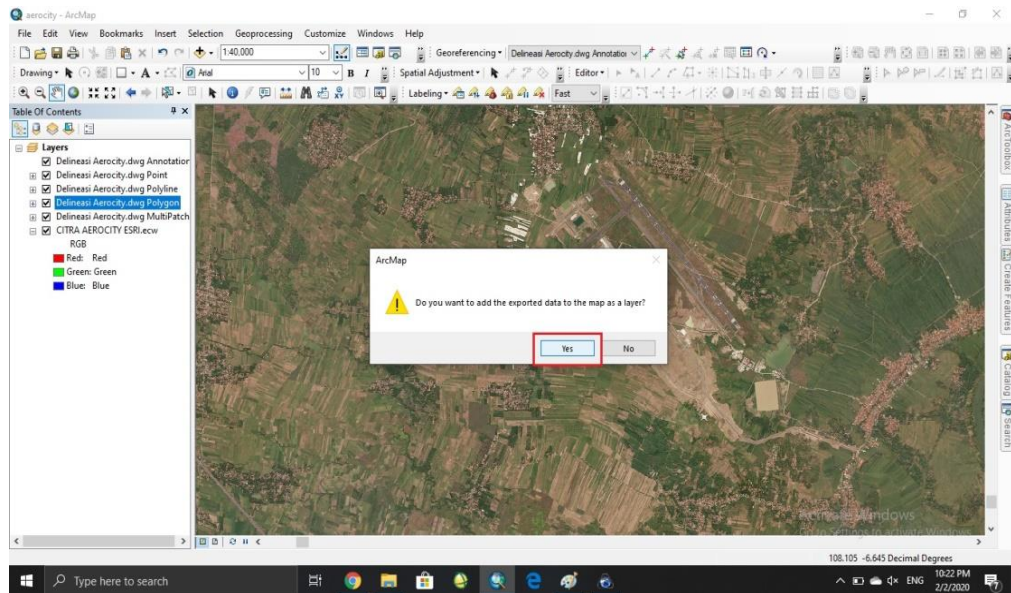 aerocity - ArcMap
File Edit View Bookmarks Insert Selection Geoprocessing Customize Windows Help
1:40,000 Georeferencing Delineasi Aerocity.dwg Annotation
Drawing A Arial 10 B I Spatial Adjustment Editor
Labeling Fast
Table Of Contents
Layers
Delineasi Aerocity.dwg Annotation
Delineasi Aerocity.dwg Point
Delineasi Aerocity.dwg Polyline
Delineasi Aerocity.dwg Polygon
Delineasi Aerocity.dwg MultiPatch
CITRA AEROCITY ESRI.ecw
RGB
Red: Red
Green: Green
Blue: Blue
ArcMap
Do you want to add the exported data to the map as a layer?
Yes No
ArcToolbox
Attributes
Create Features
Catalog
Search
Activate Windows
Go to Settings to activate Windows.
108.105 -6.645 Decimal Degrees
Type here to search
ENG
10:22 PM
2/2/2020